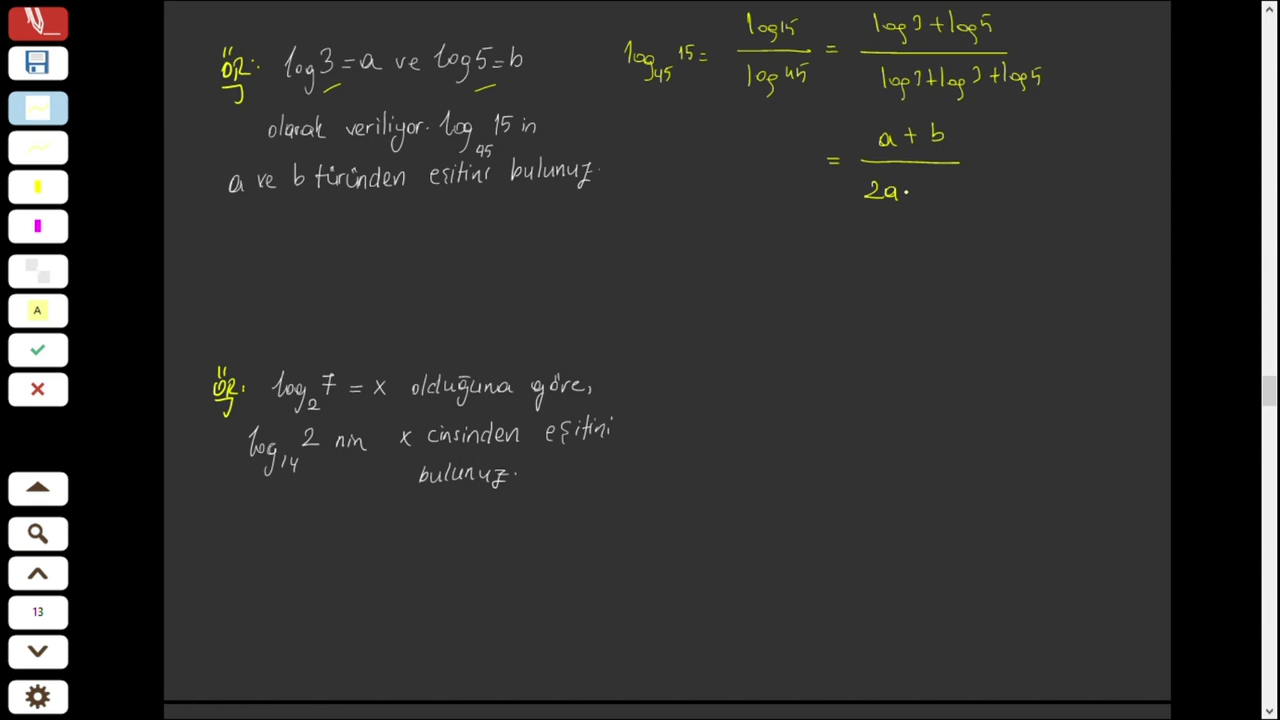 ÖR: log3 = a ve log5 = b
olarak veriliyor. log₄₅ 15 in
a ve b türünden eşitini bulunuz.
log₄₅ 15 = log15 / log45 = (log3 + log5) / (log3 + log3 + log5)
= (a + b) / 2a
ÖR: log₂ 7 = x olduğuna göre,
log₁₄ 2 nin x cinsinden eşitini
bulunuz.
A
13